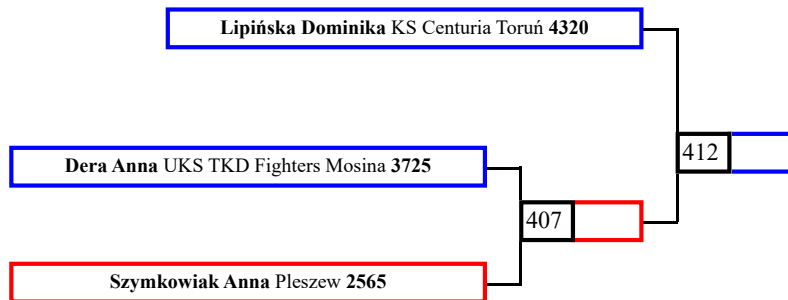 Lipińska Dominika KS Centuria Toruń 4320
412
Dera Anna UKS TKD Fighters Mosina 3725
407
Szymkowiak Anna Pleszew 2565